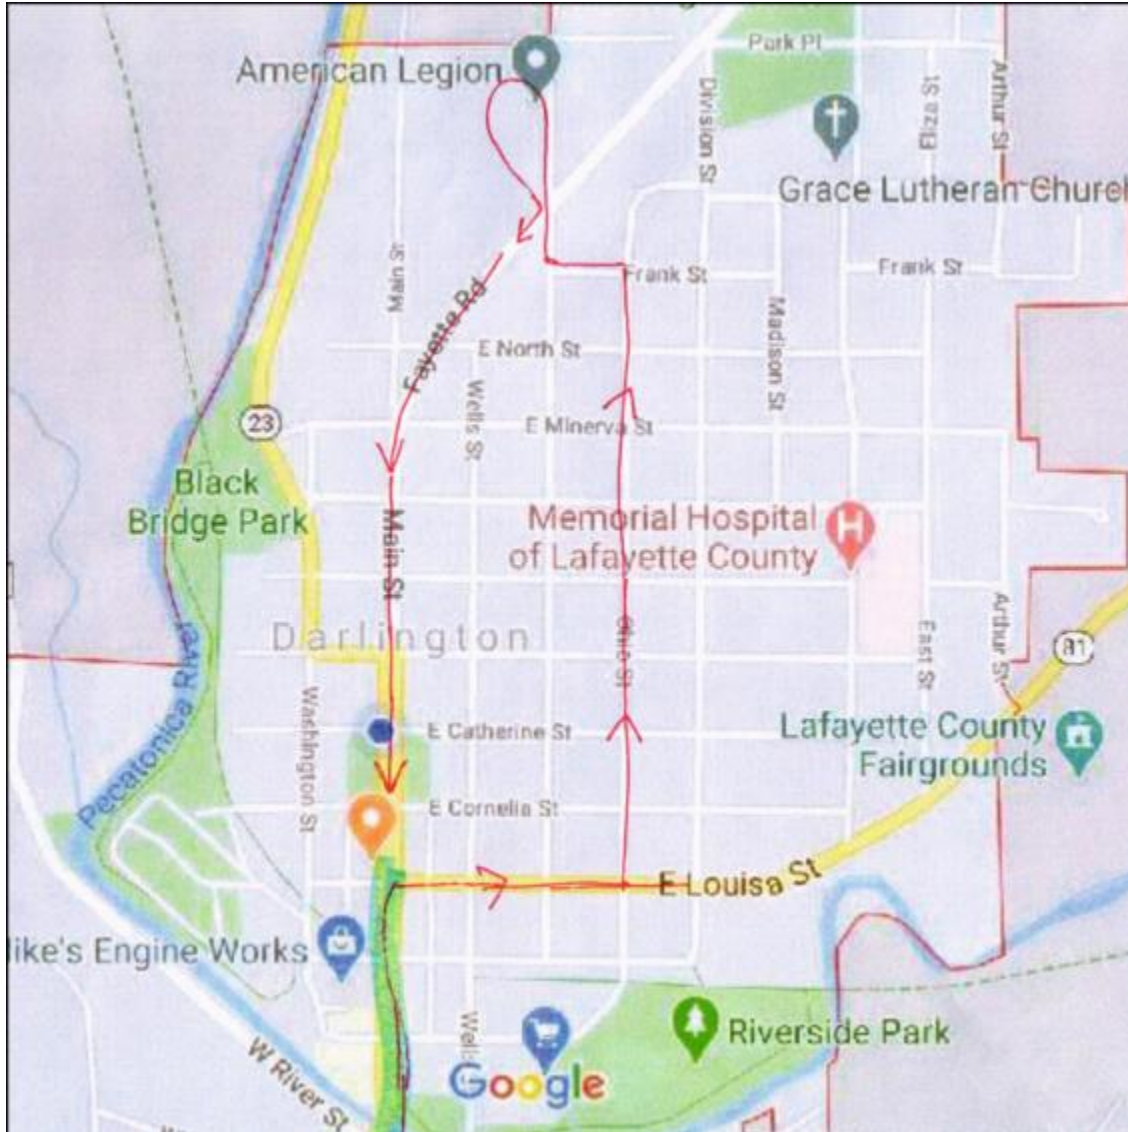 Park Pl
American Legion
Division St
Eliza St
Arthur St
Grace Lutheran Church
Main S
Frank St
Frank St
Fayette Rd
Madison St
E North St
Wells St
23
E Minerva St
Black
Bridge Park
Main St
Memorial Hospital
of Lafayette County
H
Darlington
Ohio St
East St
Arthur St
81
Pecatonica River
Washington St
E Catherine St
Lafayette County
Fairgrounds
E Cornelia St
E Louisa St
like's Engine Works
Wells
Riverside Park
W River St
Google